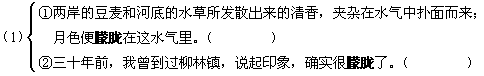 (1)
①两岸的豆麦和河底的水草所发散出来的清香，夹杂在水气中扑面而来；
月色便朦胧在这水气里。(　　　　)
②三十年前，我曾到过柳林镇，说起印象，确实很朦胧了。(　　　　)